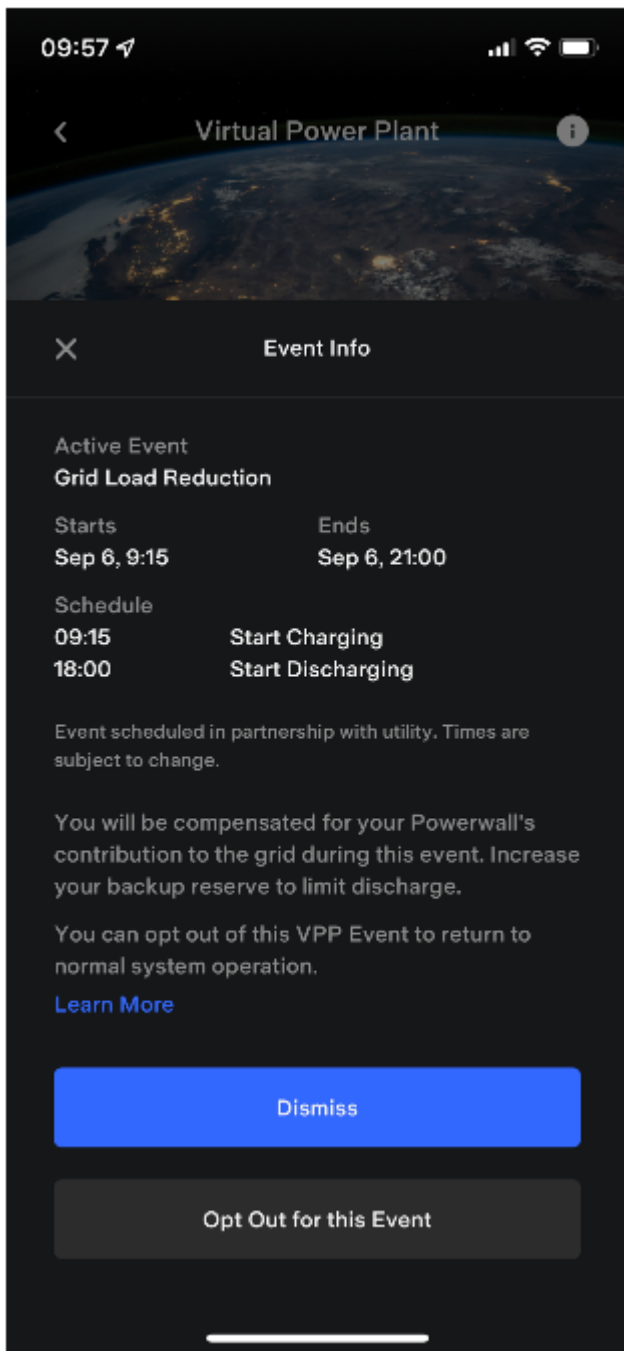 09:57
Virtual Power Plant
Event Info
Active Event
Grid Load Reduction
Starts Ends
Sep 6, 9:15 Sep 6, 21:00
Schedule
09:15 Start Charging
18:00 Start Discharging
Event scheduled in partnership with utility. Times are
subject to change.
You will be compensated for your Powerwall's
contribution to the grid during this event. Increase
your backup reserve to limit discharge.
You can opt out of this VPP Event to return to
normal system operation.
Learn More
Dismiss
Opt Out for this Event